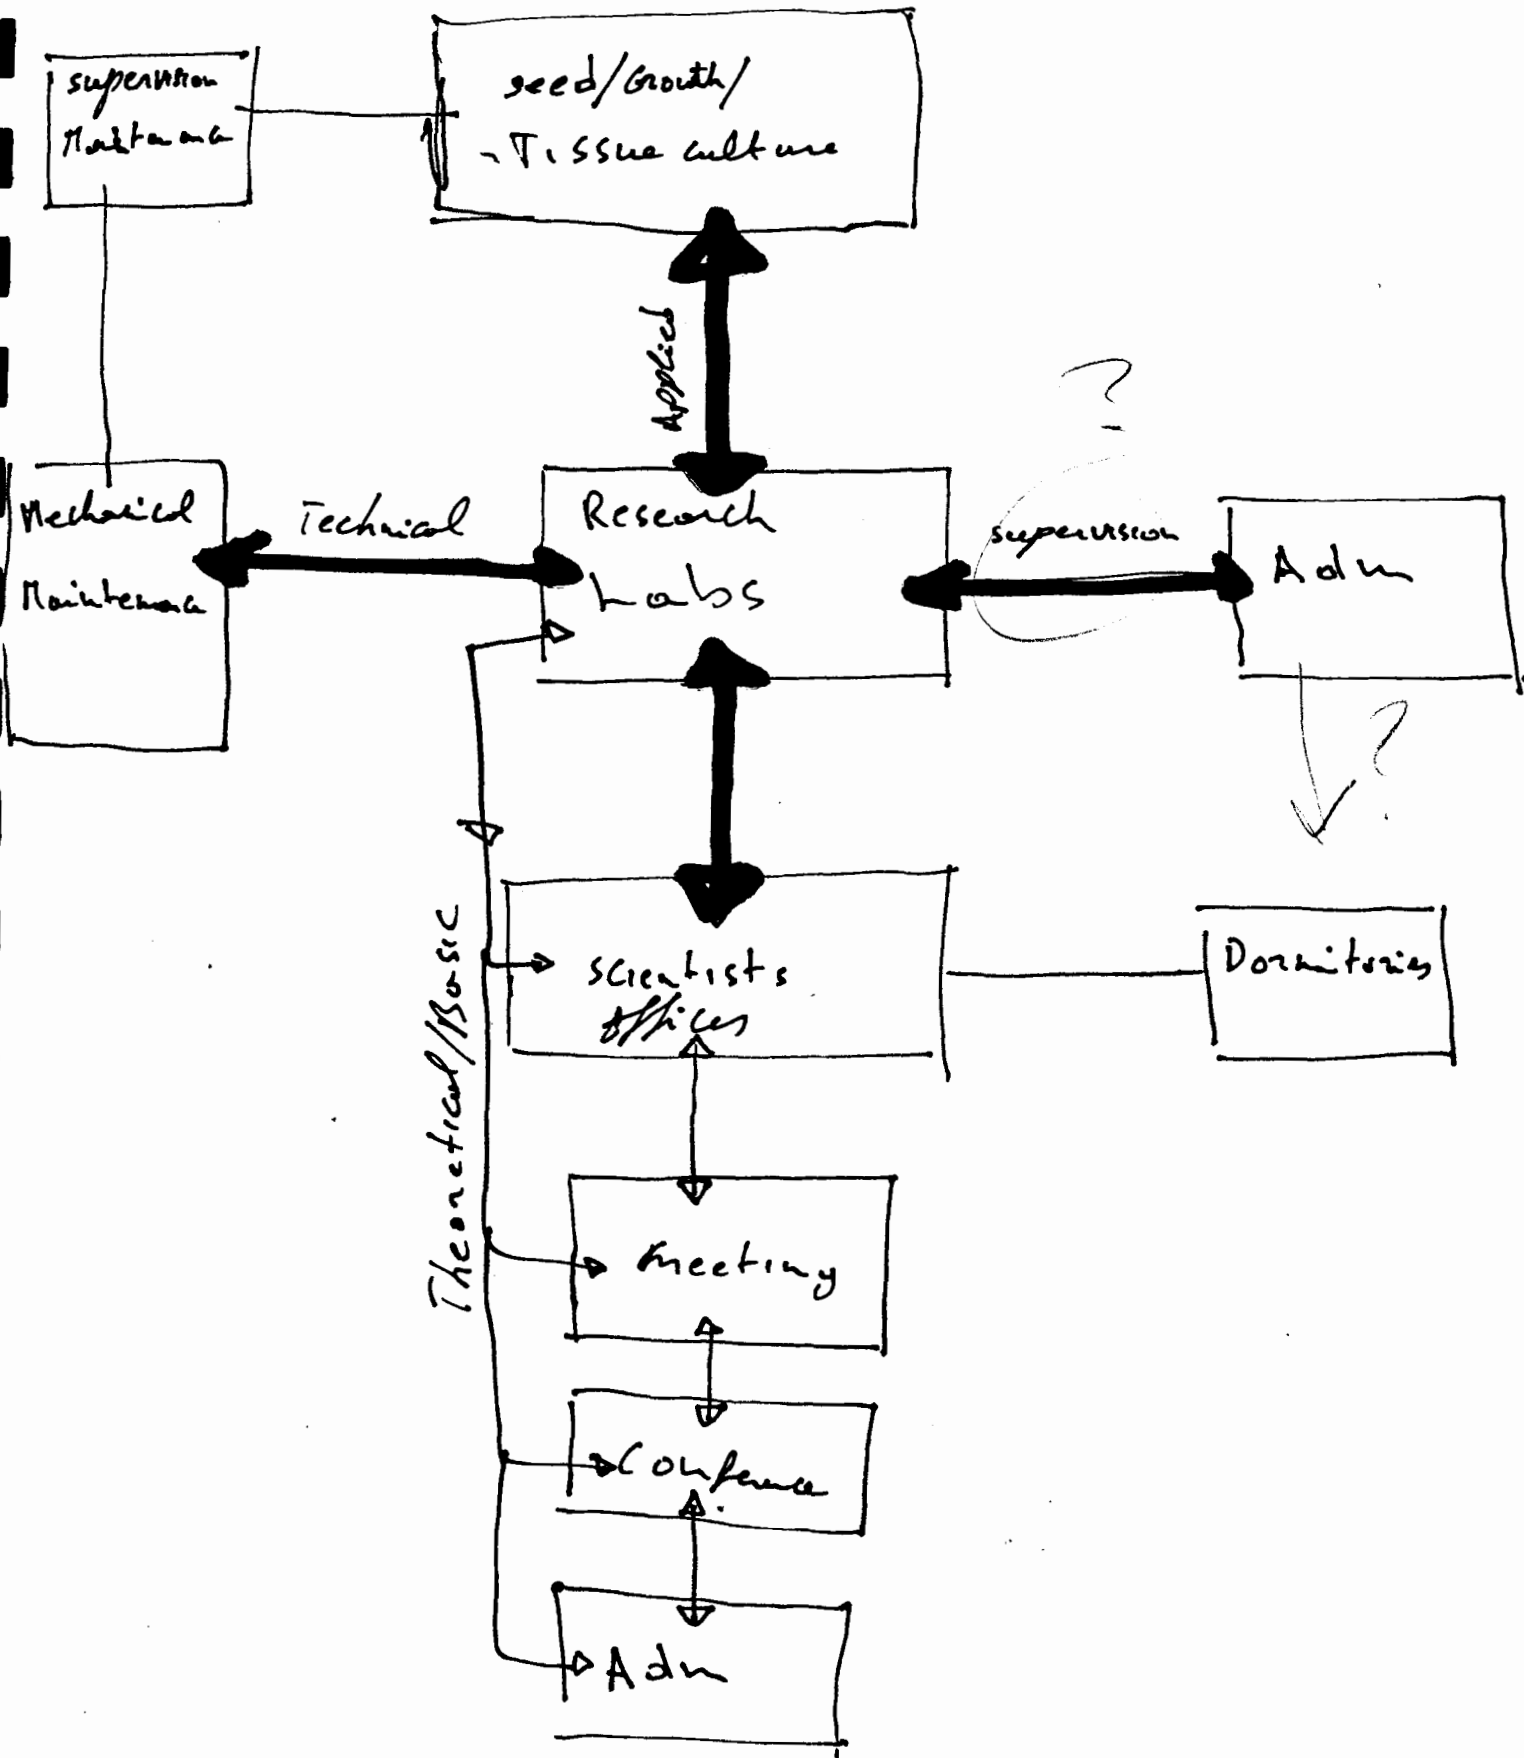 supervision
Maintenance
seed/Growth/
-Tissue culture
Applied
?
Mechanical
Maintenance
Technical
Research
Labs
supervision
Adm
?
Theoretical/Basic
scientists
offices
Dormitories
meeting
Conference
Adm